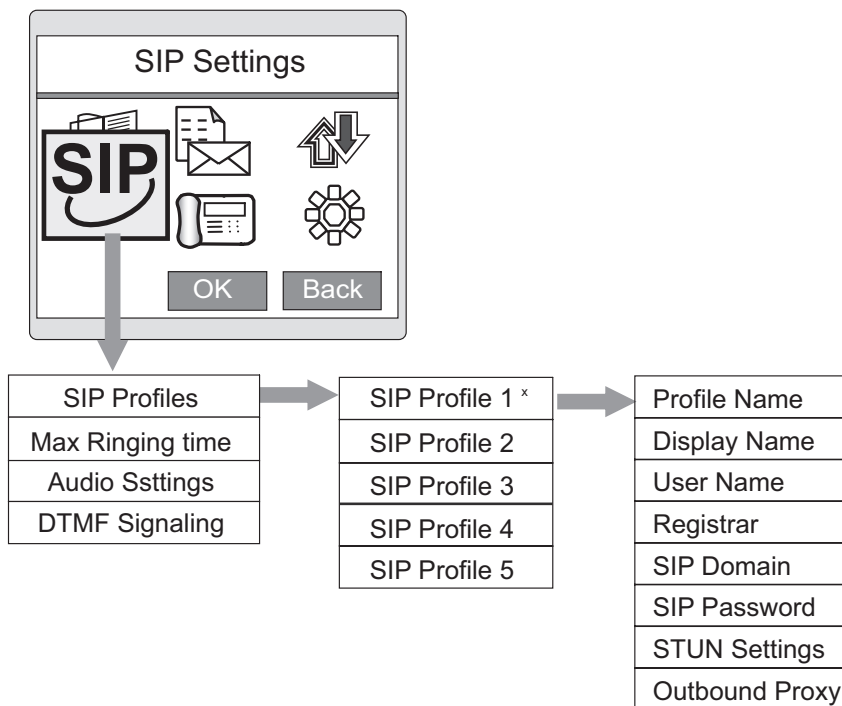 SIP Settings
SIP
OK Back
SIP Profiles
Max Ringing time
Audio Ssttings
DTMF Signaling
SIP Profile 1 x
SIP Profile 2
SIP Profile 3
SIP Profile 4
SIP Profile 5
Profile Name
Display Name
User Name
Registrar
SIP Domain
SIP Password
STUN Settings
Outbound Proxy